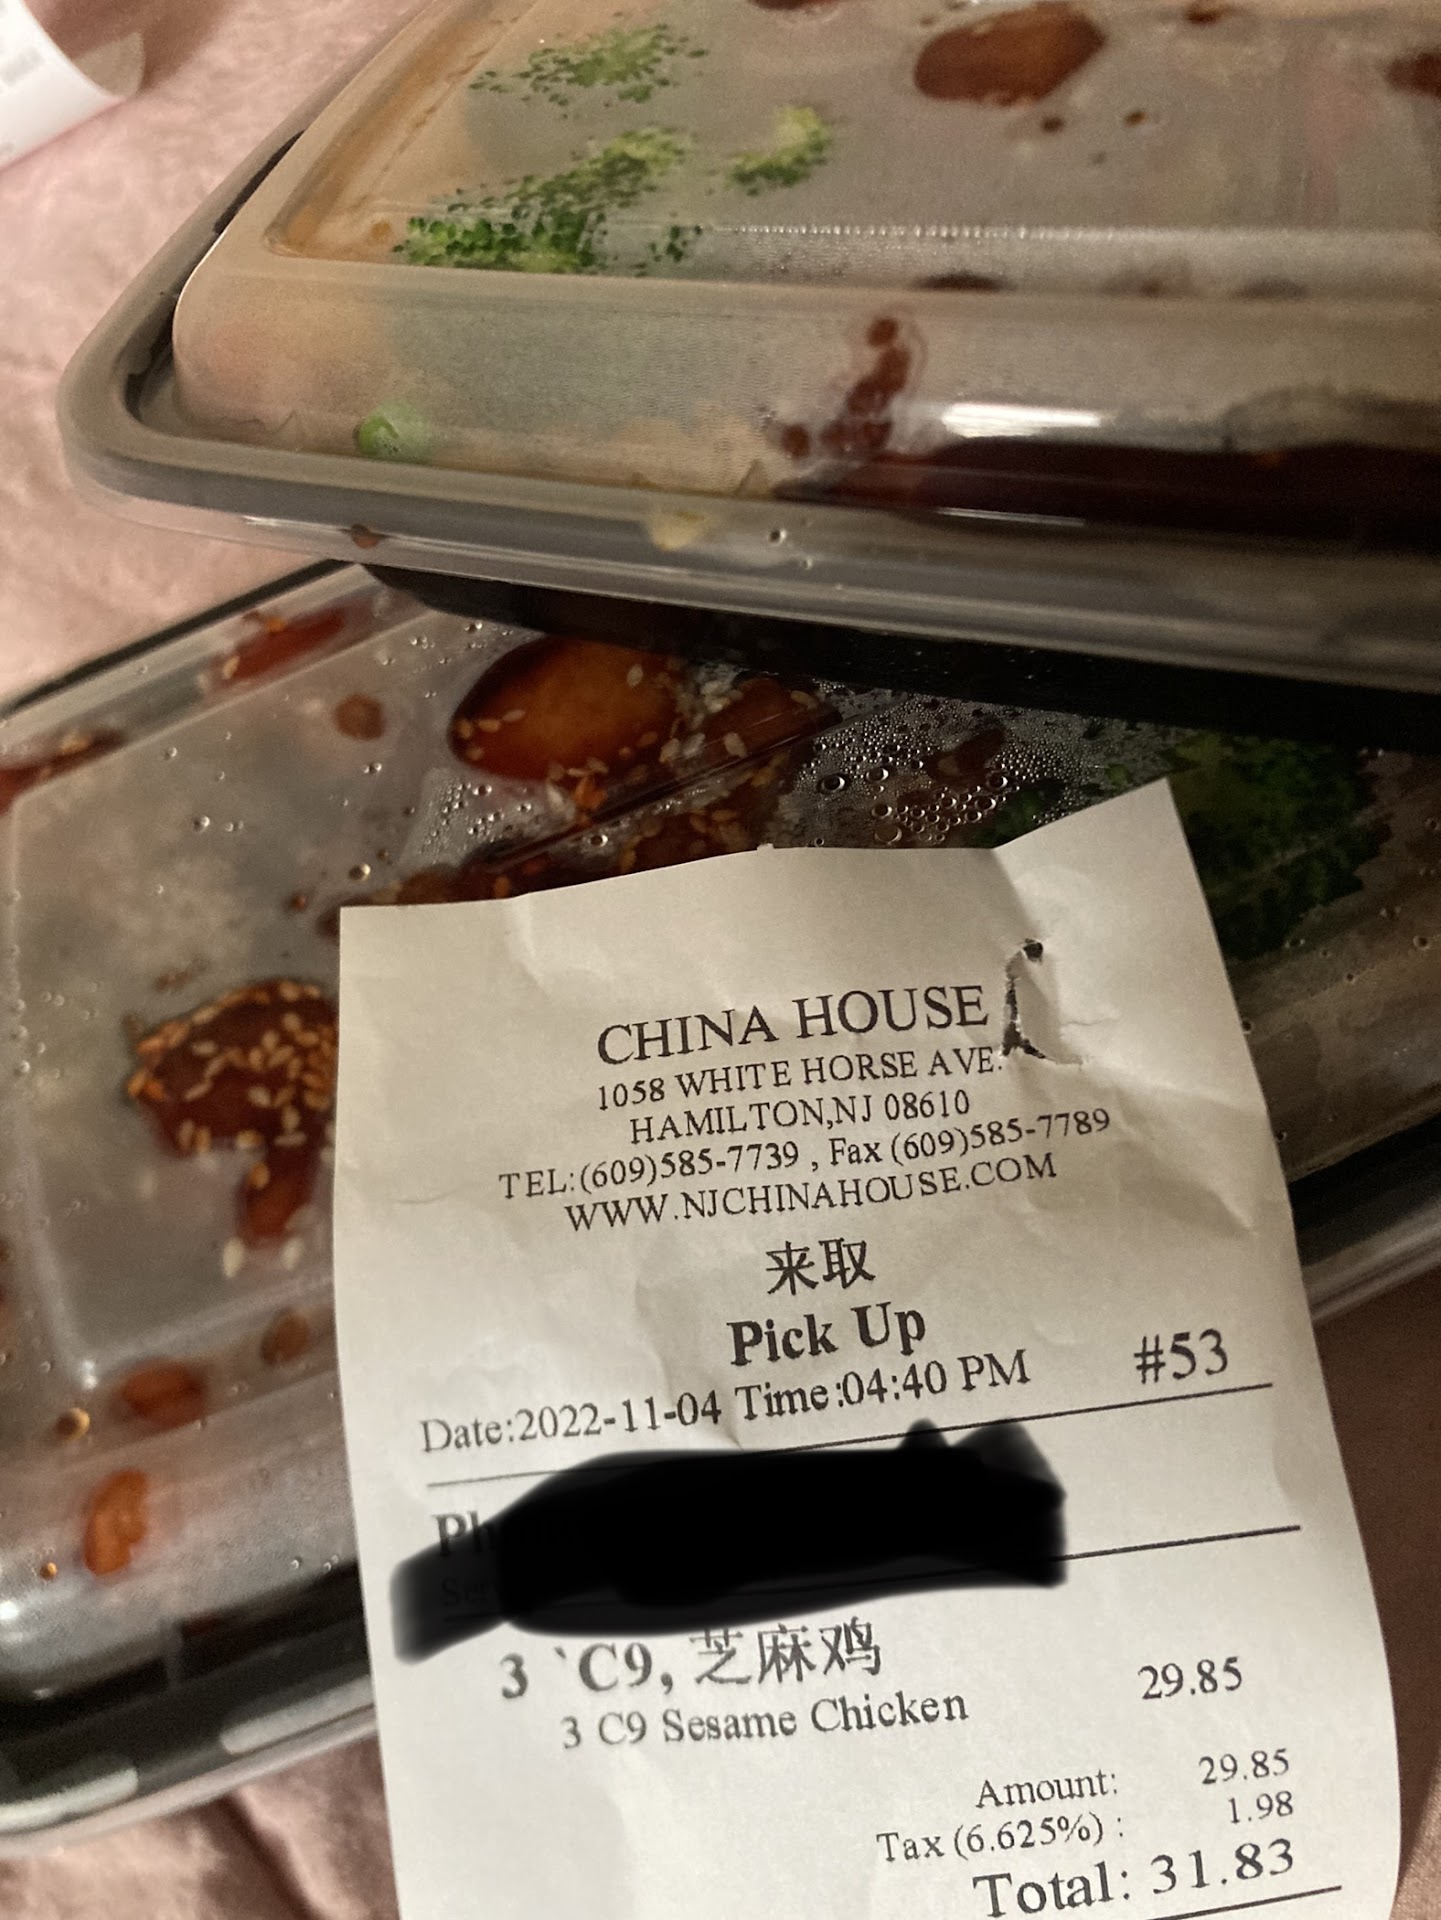 CHINA HOUSE
1058 WHITE HORSE AVE.
HAMILTON,NJ 08610
TEL:(609)585-7739 , Fax (609)585-7789
WWW.NJCHINAHOUSE.COM
来取
Pick Up
Date:2022-11-04 Time:04:40 PM #53
3 `C9, 芝麻鸡
3 C9 Sesame Chicken 29.85
Amount: 29.85
Tax (6.625%) : 1.98
Total: 31.83